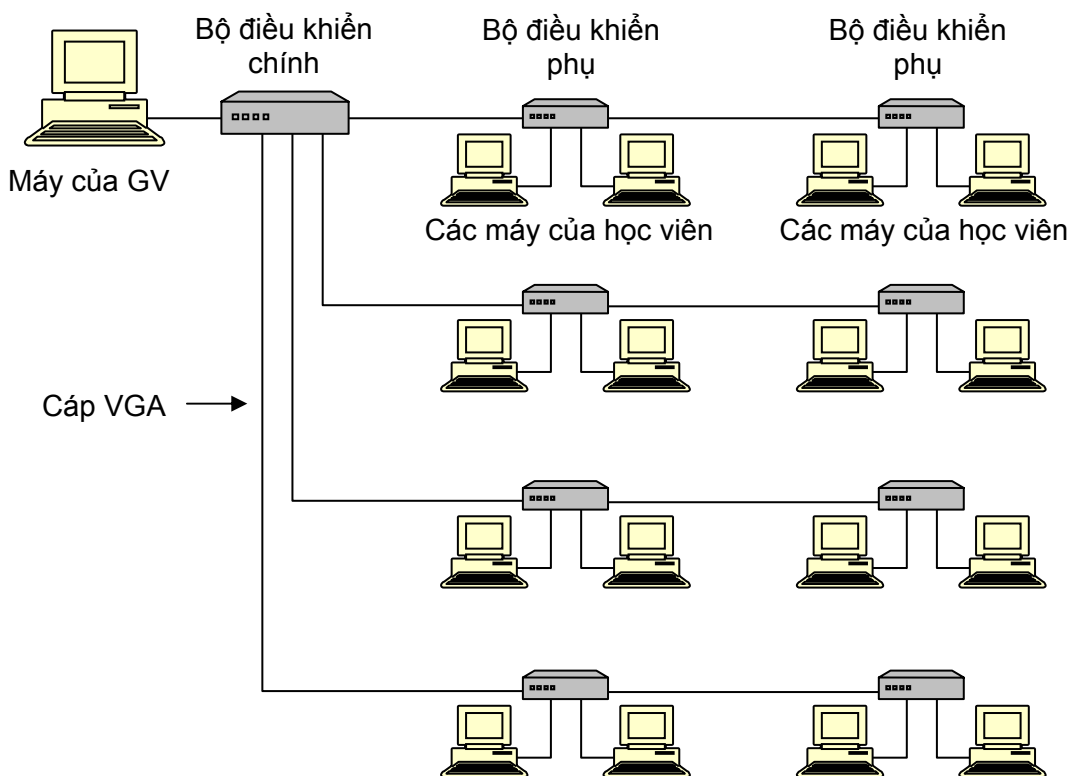 Bộ điều khiển
chính
Bộ điều khiển
phụ
Bộ điều khiển
phụ
Máy của GV
Các máy của học viên
Các máy của học viên
Cáp VGA